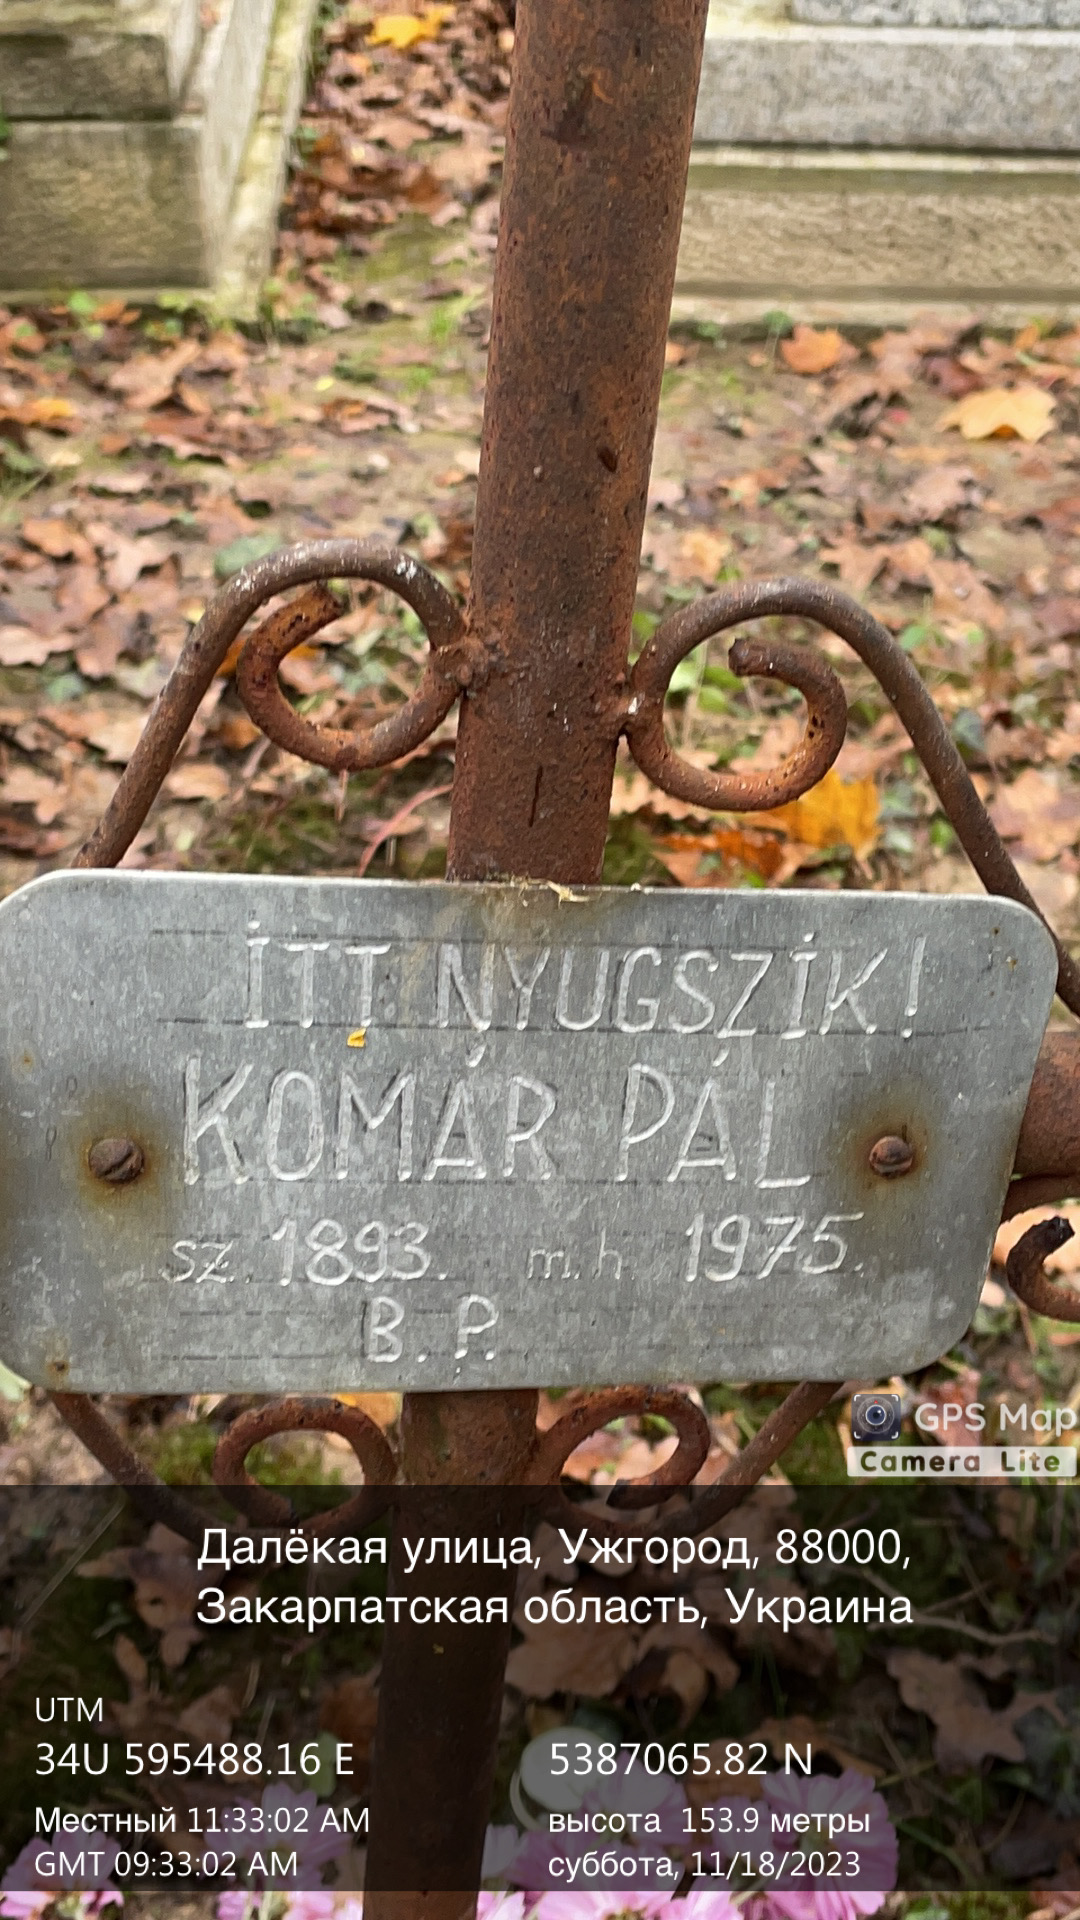 ITT NYUGSZIK!
KOMÁR PÁL
sz. 1893. m.h. 1975.
B. P.
GPS Map
Camera Lite
Далёкая улица, Ужгород, 88000,
Закарпатская область, Украина
UTM
34U 595488.16 E 5387065.82 N
Местный 11:33:02 AM высота 153.9 метры
GMT 09:33:02 AM суббота, 11/18/2023